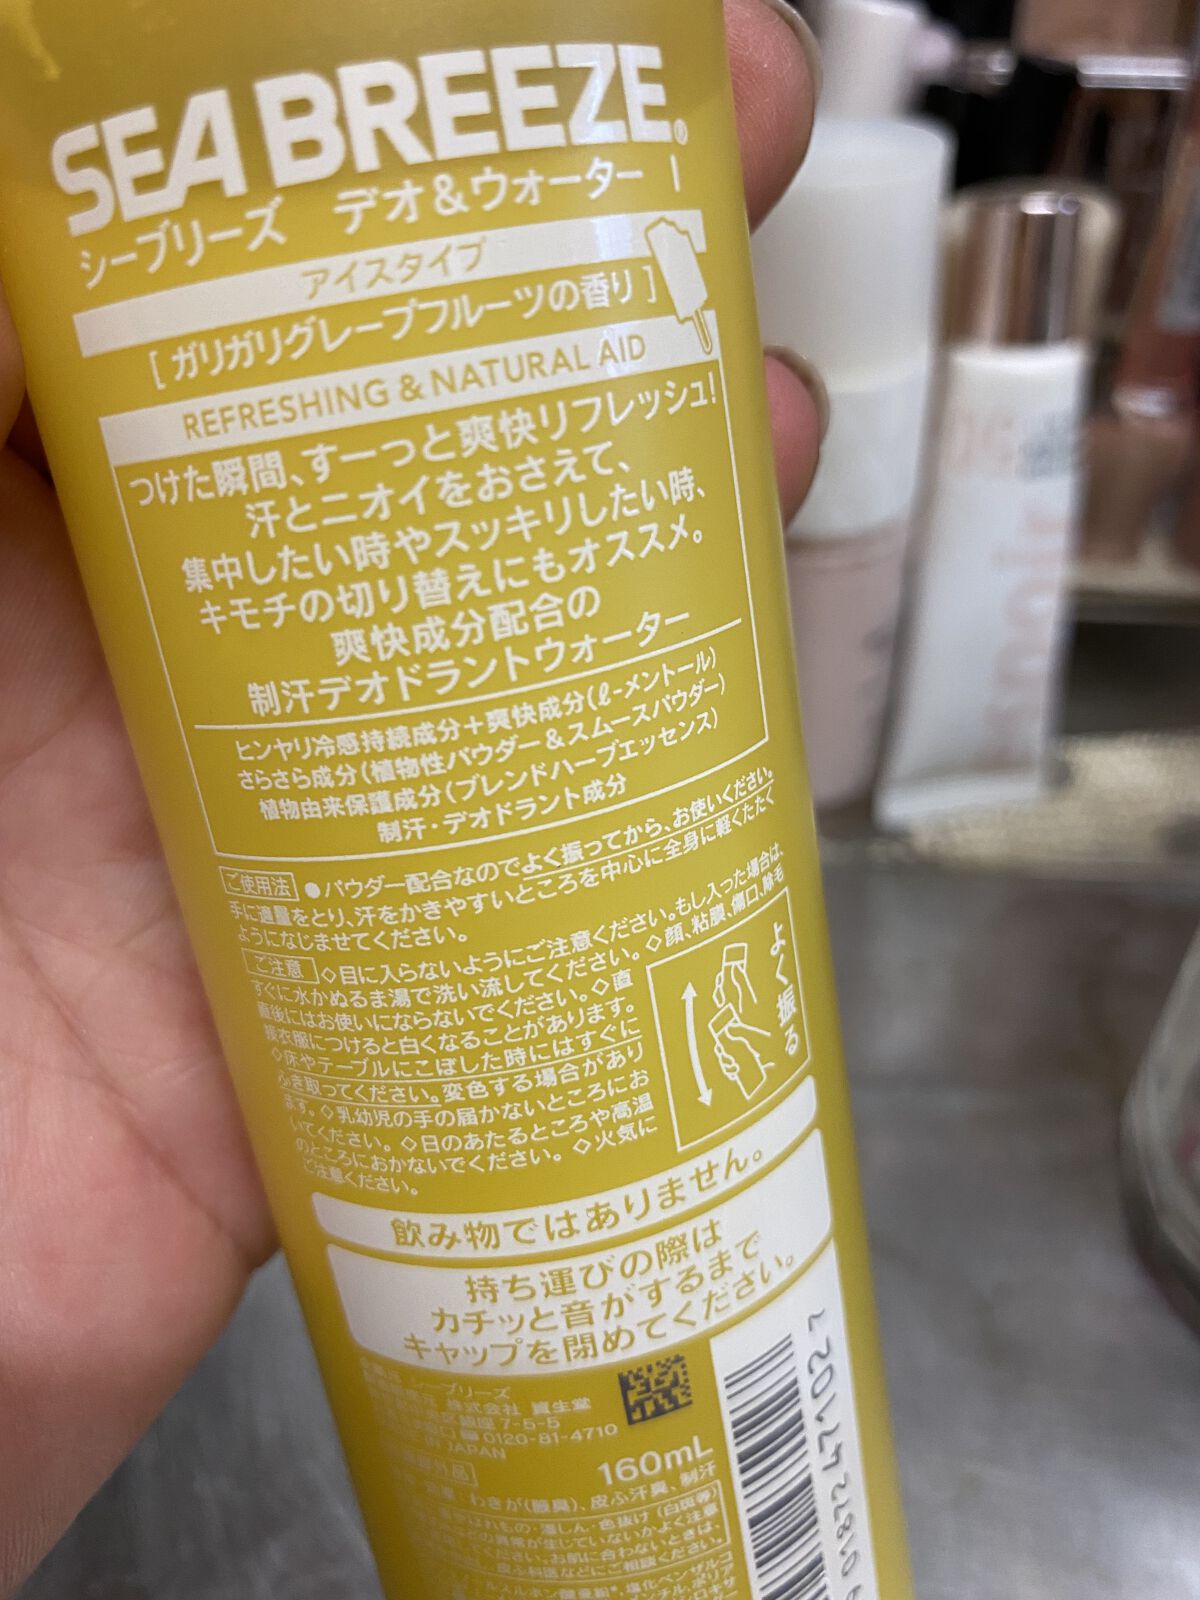 SEA BREEZE®
シーブリーズ デオ&ウォーター I
アイスタイプ
[ ガリガリグレープフルーツの香り ]
REFRESHING & NATURAL AID
つけた瞬間、すーっと爽快リフレッシュ!
汗とニオイをおさえて、
集中したい時やスッキリしたい時、
キモチの切り替えにもオススメ。
爽快成分配合の
制汗デオドラントウォーター
ヒンヤリ冷感持続成分+爽快成分(ℓ-メントール)
さらさら成分(植物性パウダー&スムースパウダー)
植物由来保護成分(ブレンドハーブエッセンス)
制汗・デオドラント成分
ご使用法 ●パウダー配合なのでよく振ってから、お使いください。
手に適量をとり、汗をかきやすいところを中心に全身に軽くたたく
ようになじませてください。
ご注意 ◇目に入らないようにご注意ください。もし入った場合は、
すぐに水かぬるま湯で洗い流してください。◇顔、粘膜、傷口、除毛
直後にはお使いにならないでください。◇直
接衣服につけると白くなることがあります。
◇床やテーブルにこぼした時にはすぐに
ふき取ってください。変色する場合があり
ます。◇乳幼児の手の届かないところにお
いてください。◇日のあたるところや高温
のところにおかないでください。◇火気に
ご注意ください。
よく振る
飲み物ではありません。
持ち運びの際は
カチッと音がするまで
キャップを閉めてください。
シーブリーズ
株式会社 資生堂
銀座 7-5-5
0120-81-4710
JAPAN
160mL
わきが(腋臭)、皮ふ汗臭、制汗